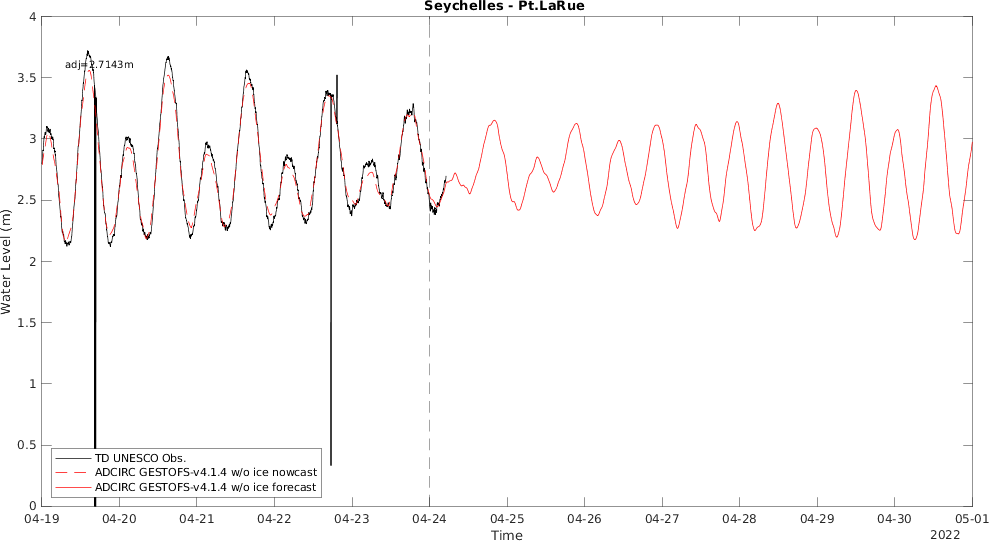 Seychelles - Pt.LaRue
adj=2.7143m
Water Level (m)
4
3.5
3
2.5
2
1.5
1
0.5
0
TD UNESCO Obs.
ADCIRC GESTOFS-v4.1.4 w/o ice nowcast
ADCIRC GESTOFS-v4.1.4 w/o ice forecast
04-19 04-20 04-21 04-22 04-23 04-24 04-25 04-26 04-27 04-28 04-29 04-30 05-01
Time
2022